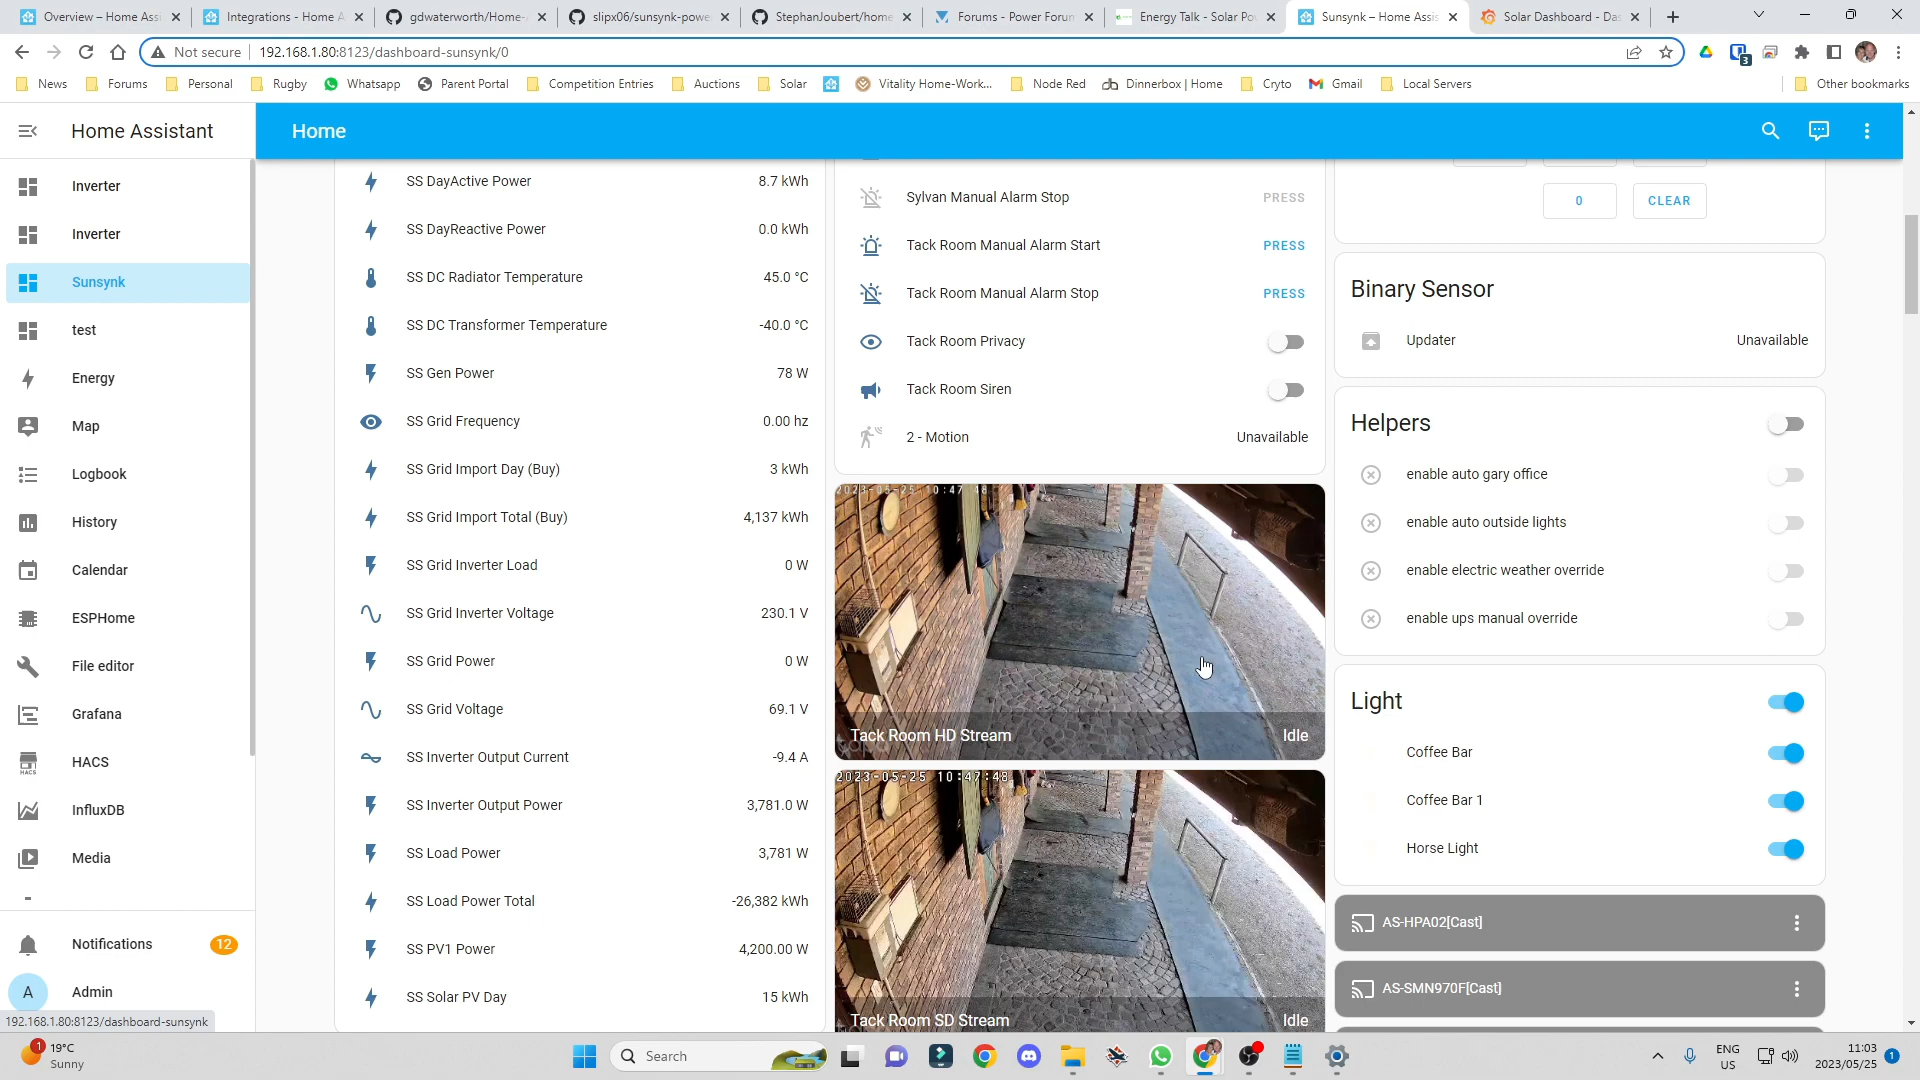 Overview – Home Assi
Integrations - Home A
gdwaterworth/Home-
slipx06/sunsynk-powe
StephanJoubert/home
Forums - Power Forum
Energy Talk - Solar Po
Sunsynk – Home Assis
Solar Dashboard - Das
Not secure
192.168.1.80:8123/dashboard-sunsynk/0
3
News
Forums
Personal
Rugby
Whatsapp
Parent Portal
Competition Entries
Auctions
Solar
Vitality Home-Work...
Node Red
Dinnerbox | Home
Cryto
Gmail
Local Servers
Other bookmarks
Home Assistant
Home
Inverter
Inverter
Sunsynk
test
Energy
Map
Logbook
History
Calendar
ESPHome
File editor
Grafana
HACS
InfluxDB
Media
Notifications 12
A Admin
192.168.1.80:8123/dashboard-sunsynk
SS DayActive Power 8.7 kWh
SS DayReactive Power 0.0 kWh
SS DC Radiator Temperature 45.0 °C
SS DC Transformer Temperature -40.0 °C
SS Gen Power 78 W
SS Grid Frequency 0.00 hz
SS Grid Import Day (Buy) 3 kWh
SS Grid Import Total (Buy) 4,137 kWh
SS Grid Inverter Load 0 W
SS Grid Inverter Voltage 230.1 V
SS Grid Power 0 W
SS Grid Voltage 69.1 V
SS Inverter Output Current -9.4 A
SS Inverter Output Power 3,781.0 W
SS Load Power 3,781 W
SS Load Power Total -26,382 kWh
SS PV1 Power 4,200.00 W
SS Solar PV Day 15 kWh
Sylvan Manual Alarm Stop PRESS
Tack Room Manual Alarm Start PRESS
Tack Room Manual Alarm Stop PRESS
Tack Room Privacy
Tack Room Siren
2 - Motion Unavailable
2023-05-25 10:47:48
Tack Room HD Stream Idle
2023-05-25 10:47:48
Tack Room SD Stream Idle
0 CLEAR
Binary Sensor
Updater Unavailable
Helpers
enable auto gary office
enable auto outside lights
enable electric weather override
enable ups manual override
Light
Coffee Bar
Coffee Bar 1
Horse Light
AS-HPA02[Cast]
AS-SMN970F[Cast]
1
19°C
Sunny
Search
ENG
US
11:03
2023/05/25
1